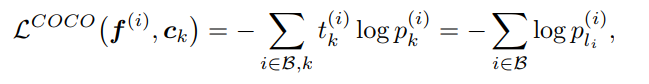 $\mathcal{L}^{COCO}(\boldsymbol{f}^{(i)}, \boldsymbol{c}_k) = -\sum_{i \in \mathcal{B}, k} t_k^{(i)} \log p_k^{(i)} = -\sum_{i \in \mathcal{B}} \log p_{l_i}^{(i)},$